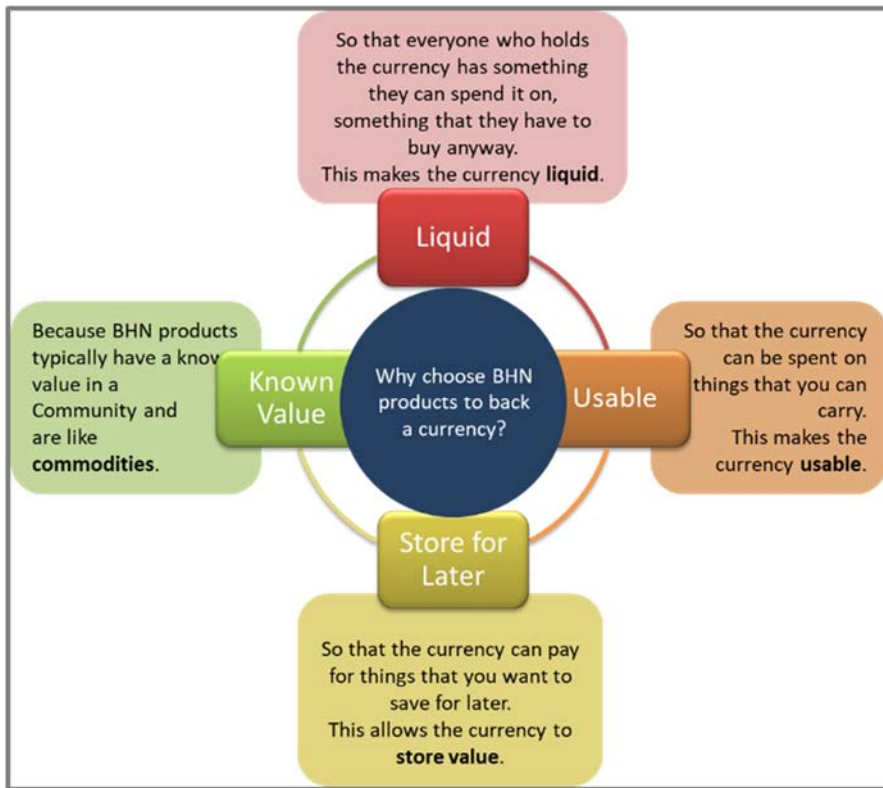 So that everyone who holds
the currency has something
they can spend it on,
something that they have to
buy anyway.
This makes the currency liquid.
Liquid
Because BHN products
typically have a know
value in a
Community and
are like
commodities.
Known
Value
Why choose BHN
products to back
a currency?
Usable
So that the currency
can be spent on
things that you can
carry.
This makes the
currency usable.
Store for
Later
So that the currency can pay
for things that you want to
save for later.
This allows the currency to
store value.